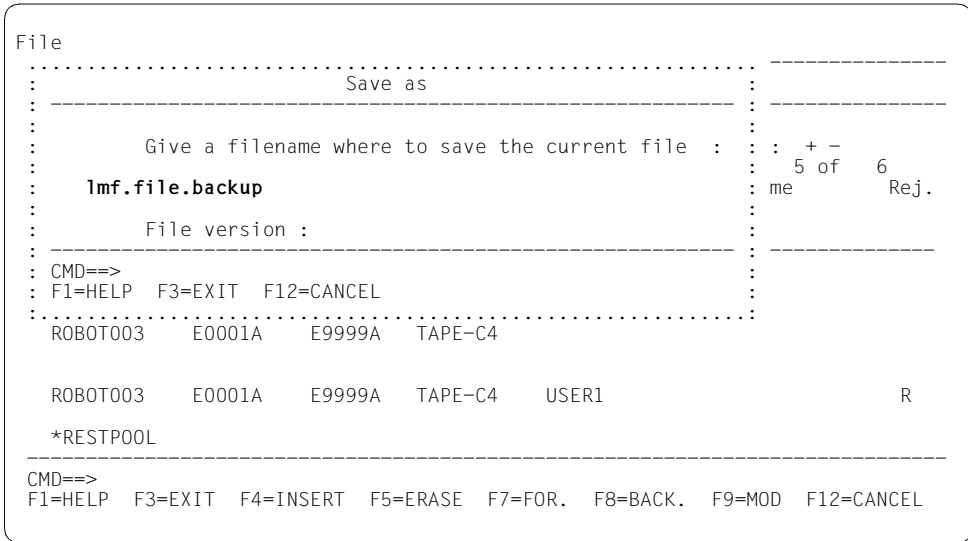 File
................................................................ ---------------
: Save as :
: ---------------------------------------------------------- : ---------------
: :
: Give a filename where to save the current file : : : + -
: : 5 of 6
: lmf.file.backup : me Rej.
: :
: File version : :
: ---------------------------------------------------------- : --------------
: CMD==> :
: F1=HELP F3=EXIT F12=CANCEL :
:..............................................................:
ROBOT003 E0001A E9999A TAPE-C4
ROBOT003 E0001A E9999A TAPE-C4 USER1 R
*RESTPOOL
------------------------------------------------------------------------------
CMD==>
F1=HELP F3=EXIT F4=INSERT F5=ERASE F7=FOR. F8=BACK. F9=MOD F12=CANCEL